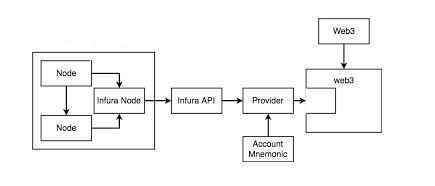 Web3
Node
web3
Infura Node
Infura API
Provider
Node
Account
Mnemonic